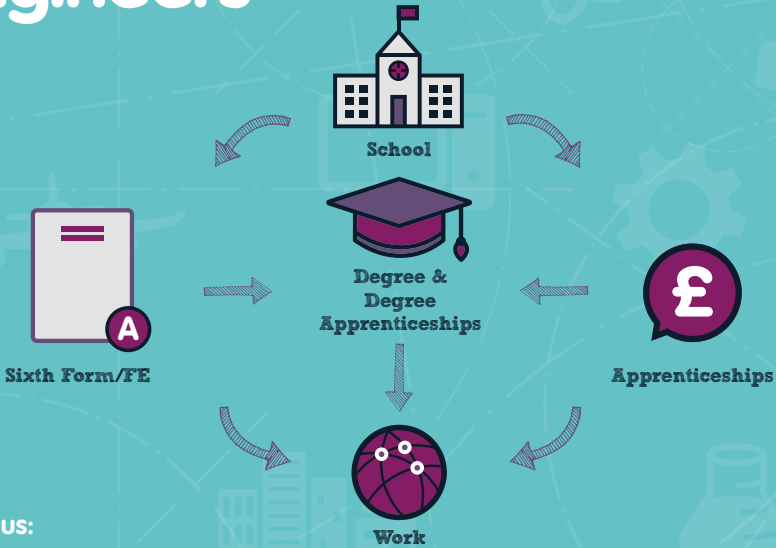 School
Degree &
Degree
Apprenticeships
A
£
Sixth Form/FE
Apprenticeships
Work
us: